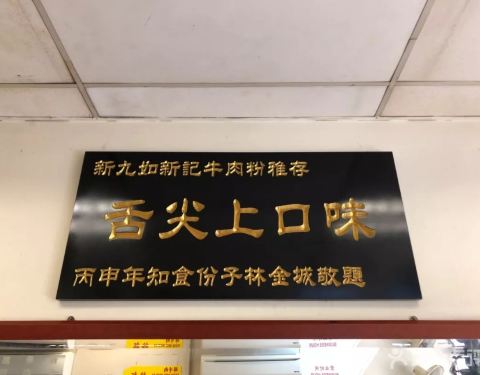 新九如新記牛肉粉雅存
舌尖上口味
丙申年知食份子林金城敬題